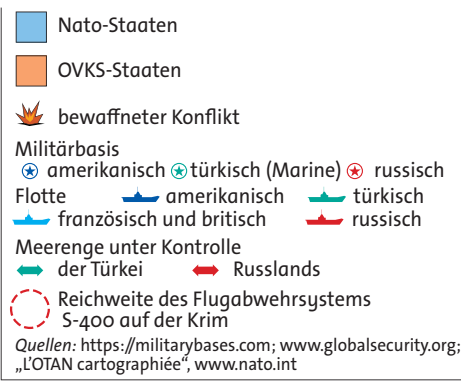 Nato-Staaten
OVKS-Staaten
bewaffneter Konflikt
Militärbasis
amerikanisch türkisch (Marine) russisch
Flotte amerikanisch türkisch
französisch und britisch russisch
Meerenge unter Kontrolle
der Türkei Russlands
Reichweite des Flugabwehrsystems
S-400 auf der Krim
Quellen: https://militarybases.com; www.globalsecurity.org;
„L'OTAN cartographiée“, www.nato.int